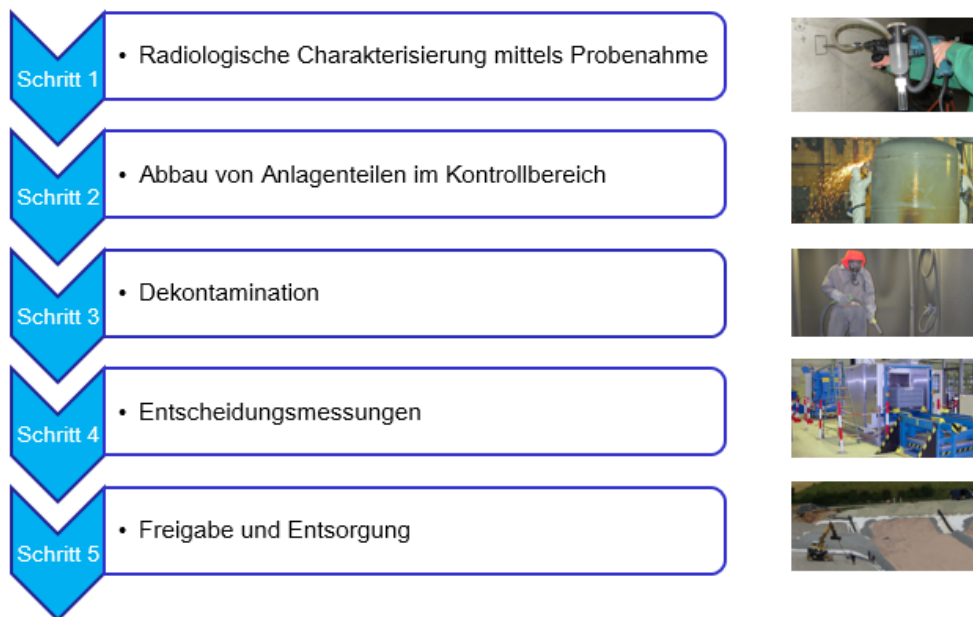 Schritt 1
• Radiologische Charakterisierung mittels Probenahme
Schritt 2
• Abbau von Anlagenteilen im Kontrollbereich
Schritt 3
• Dekontamination
Schritt 4
• Entscheidungsmessungen
Schritt 5
• Freigabe und Entsorgung